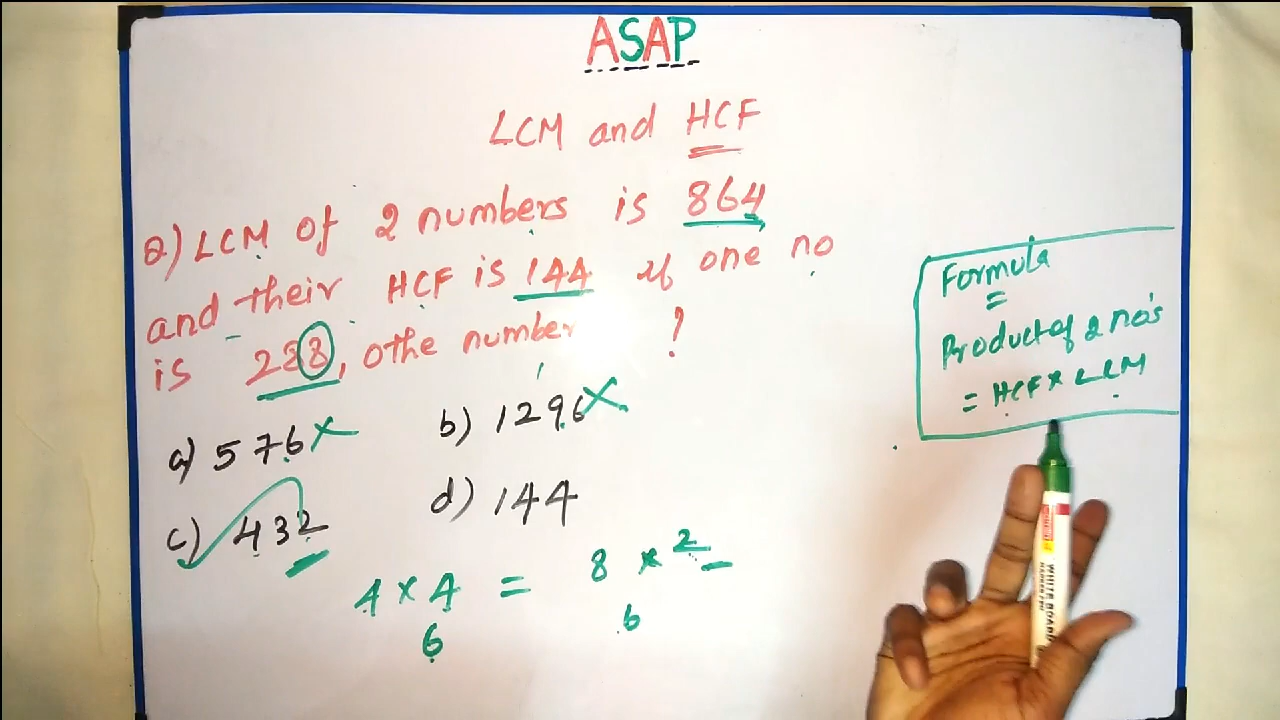 ASAP
LCM and HCF
Q) LCM of 2 numbers is 864
and their HCF is 144 if one no
is 288, othe number ?
a) 576 ×
b) 1296 ×
c) 432
d) 144
4 × 4 = 8 × 2
6 6
Formula
=
Product of 2 no's
= HCF × LCM
WHITE BOARD